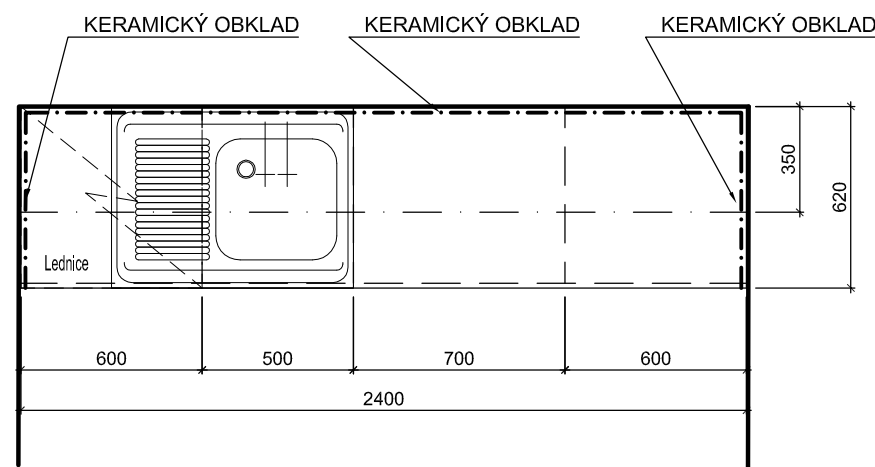 KERAMICKÝ OBKLAD KERAMICKÝ OBKLAD KERAMICKÝ OBKLAD
350
620
Lednice
600 500 700 600
2400